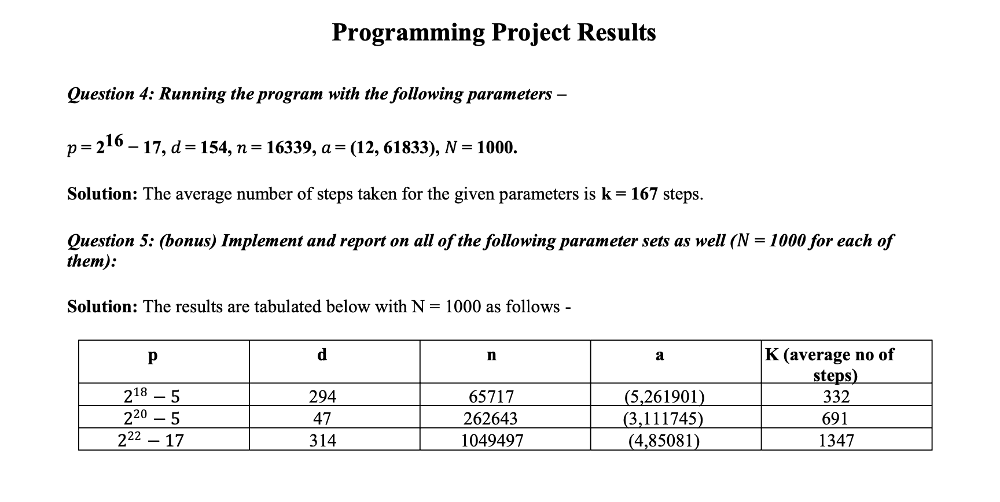 Programming Project Results
Question 4: Running the program with the following parameters –
p = 2^16 – 17, d = 154, n = 16339, a = (12, 61833), N = 1000.
Solution: The average number of steps taken for the given parameters is k = 167 steps.
Question 5: (bonus) Implement and report on all of the following parameter sets as well (N = 1000 for each of
them):
Solution: The results are tabulated below with N = 1000 as follows -
p d n a K (average no of
steps)
2^18 – 5 294 65717 (5,261901) 332
2^20 – 5 47 262643 (3,111745) 691
2^22 – 17 314 1049497 (4,85081) 1347